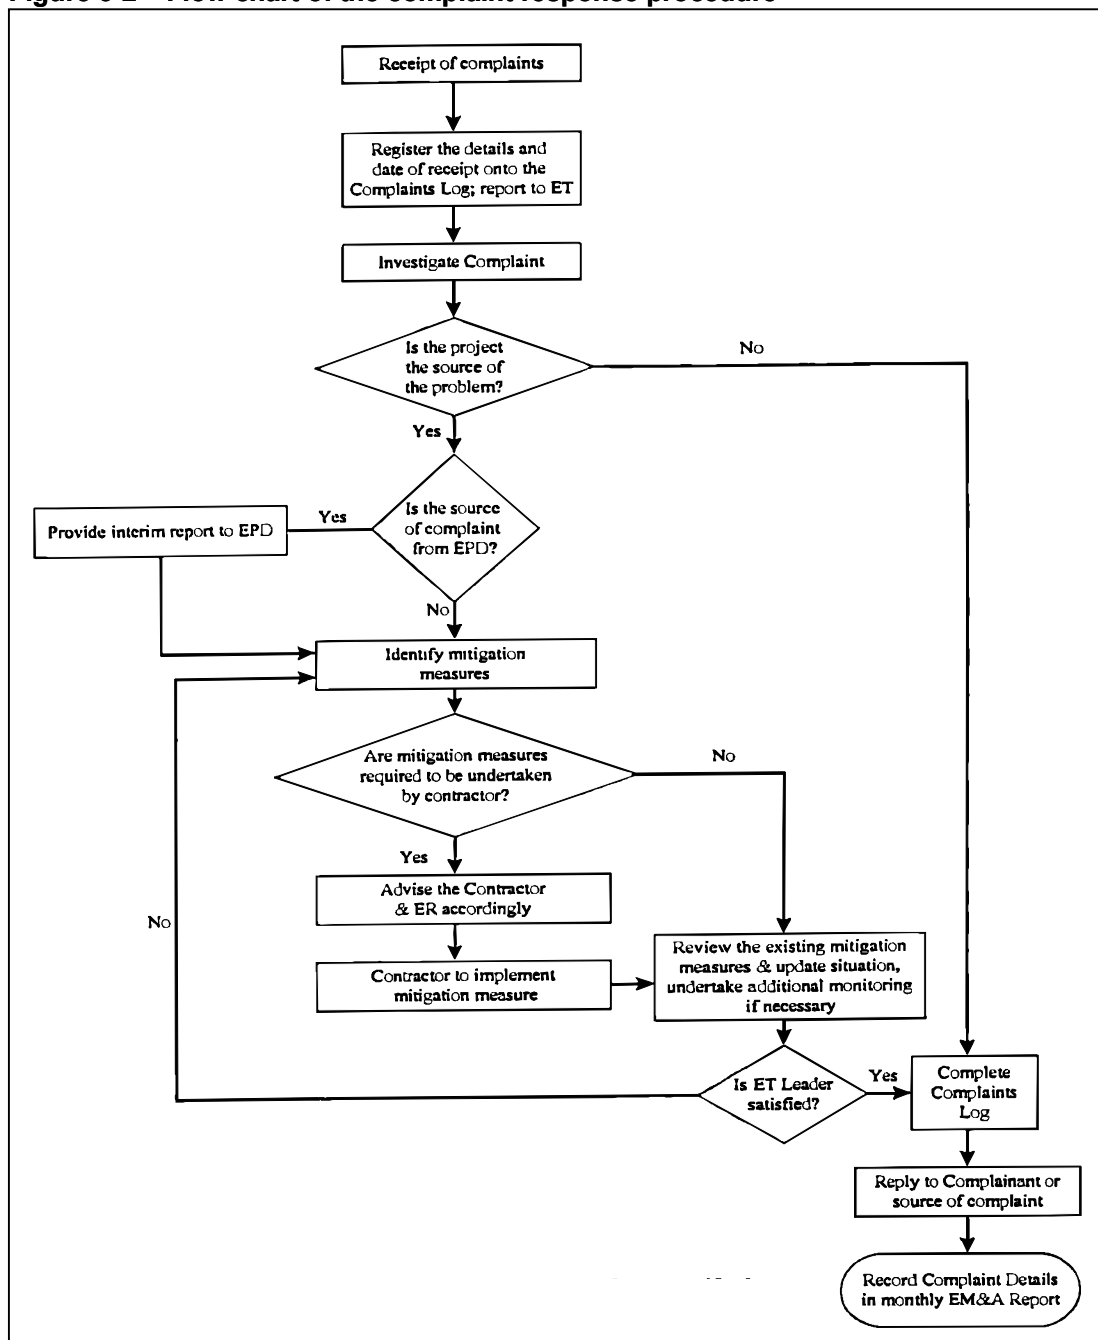 Receipt of complaints
Register the details and
date of receipt onto the
Complaints Log; report to ET
Investigate Complaint
Is the project
the source of
the problem?
No
Yes
Is the source
of complaint
from EPD?
Yes
Provide interim report to EPD
No
Identify mitigation
measures
Are mitigation measures
required to be undertaken
by contractor?
No
Yes
Advise the Contractor
& ER accordingly
No
Contractor to implement
mitigation measure
Review the existing mitigation
measures & update situation,
undertake additional monitoring
if necessary
Is ET Leader
satisfied?
Yes
Complete
Complaints
Log
Reply to Complainant or
source of complaint
Record Complaint Details
in monthly EM&A Report